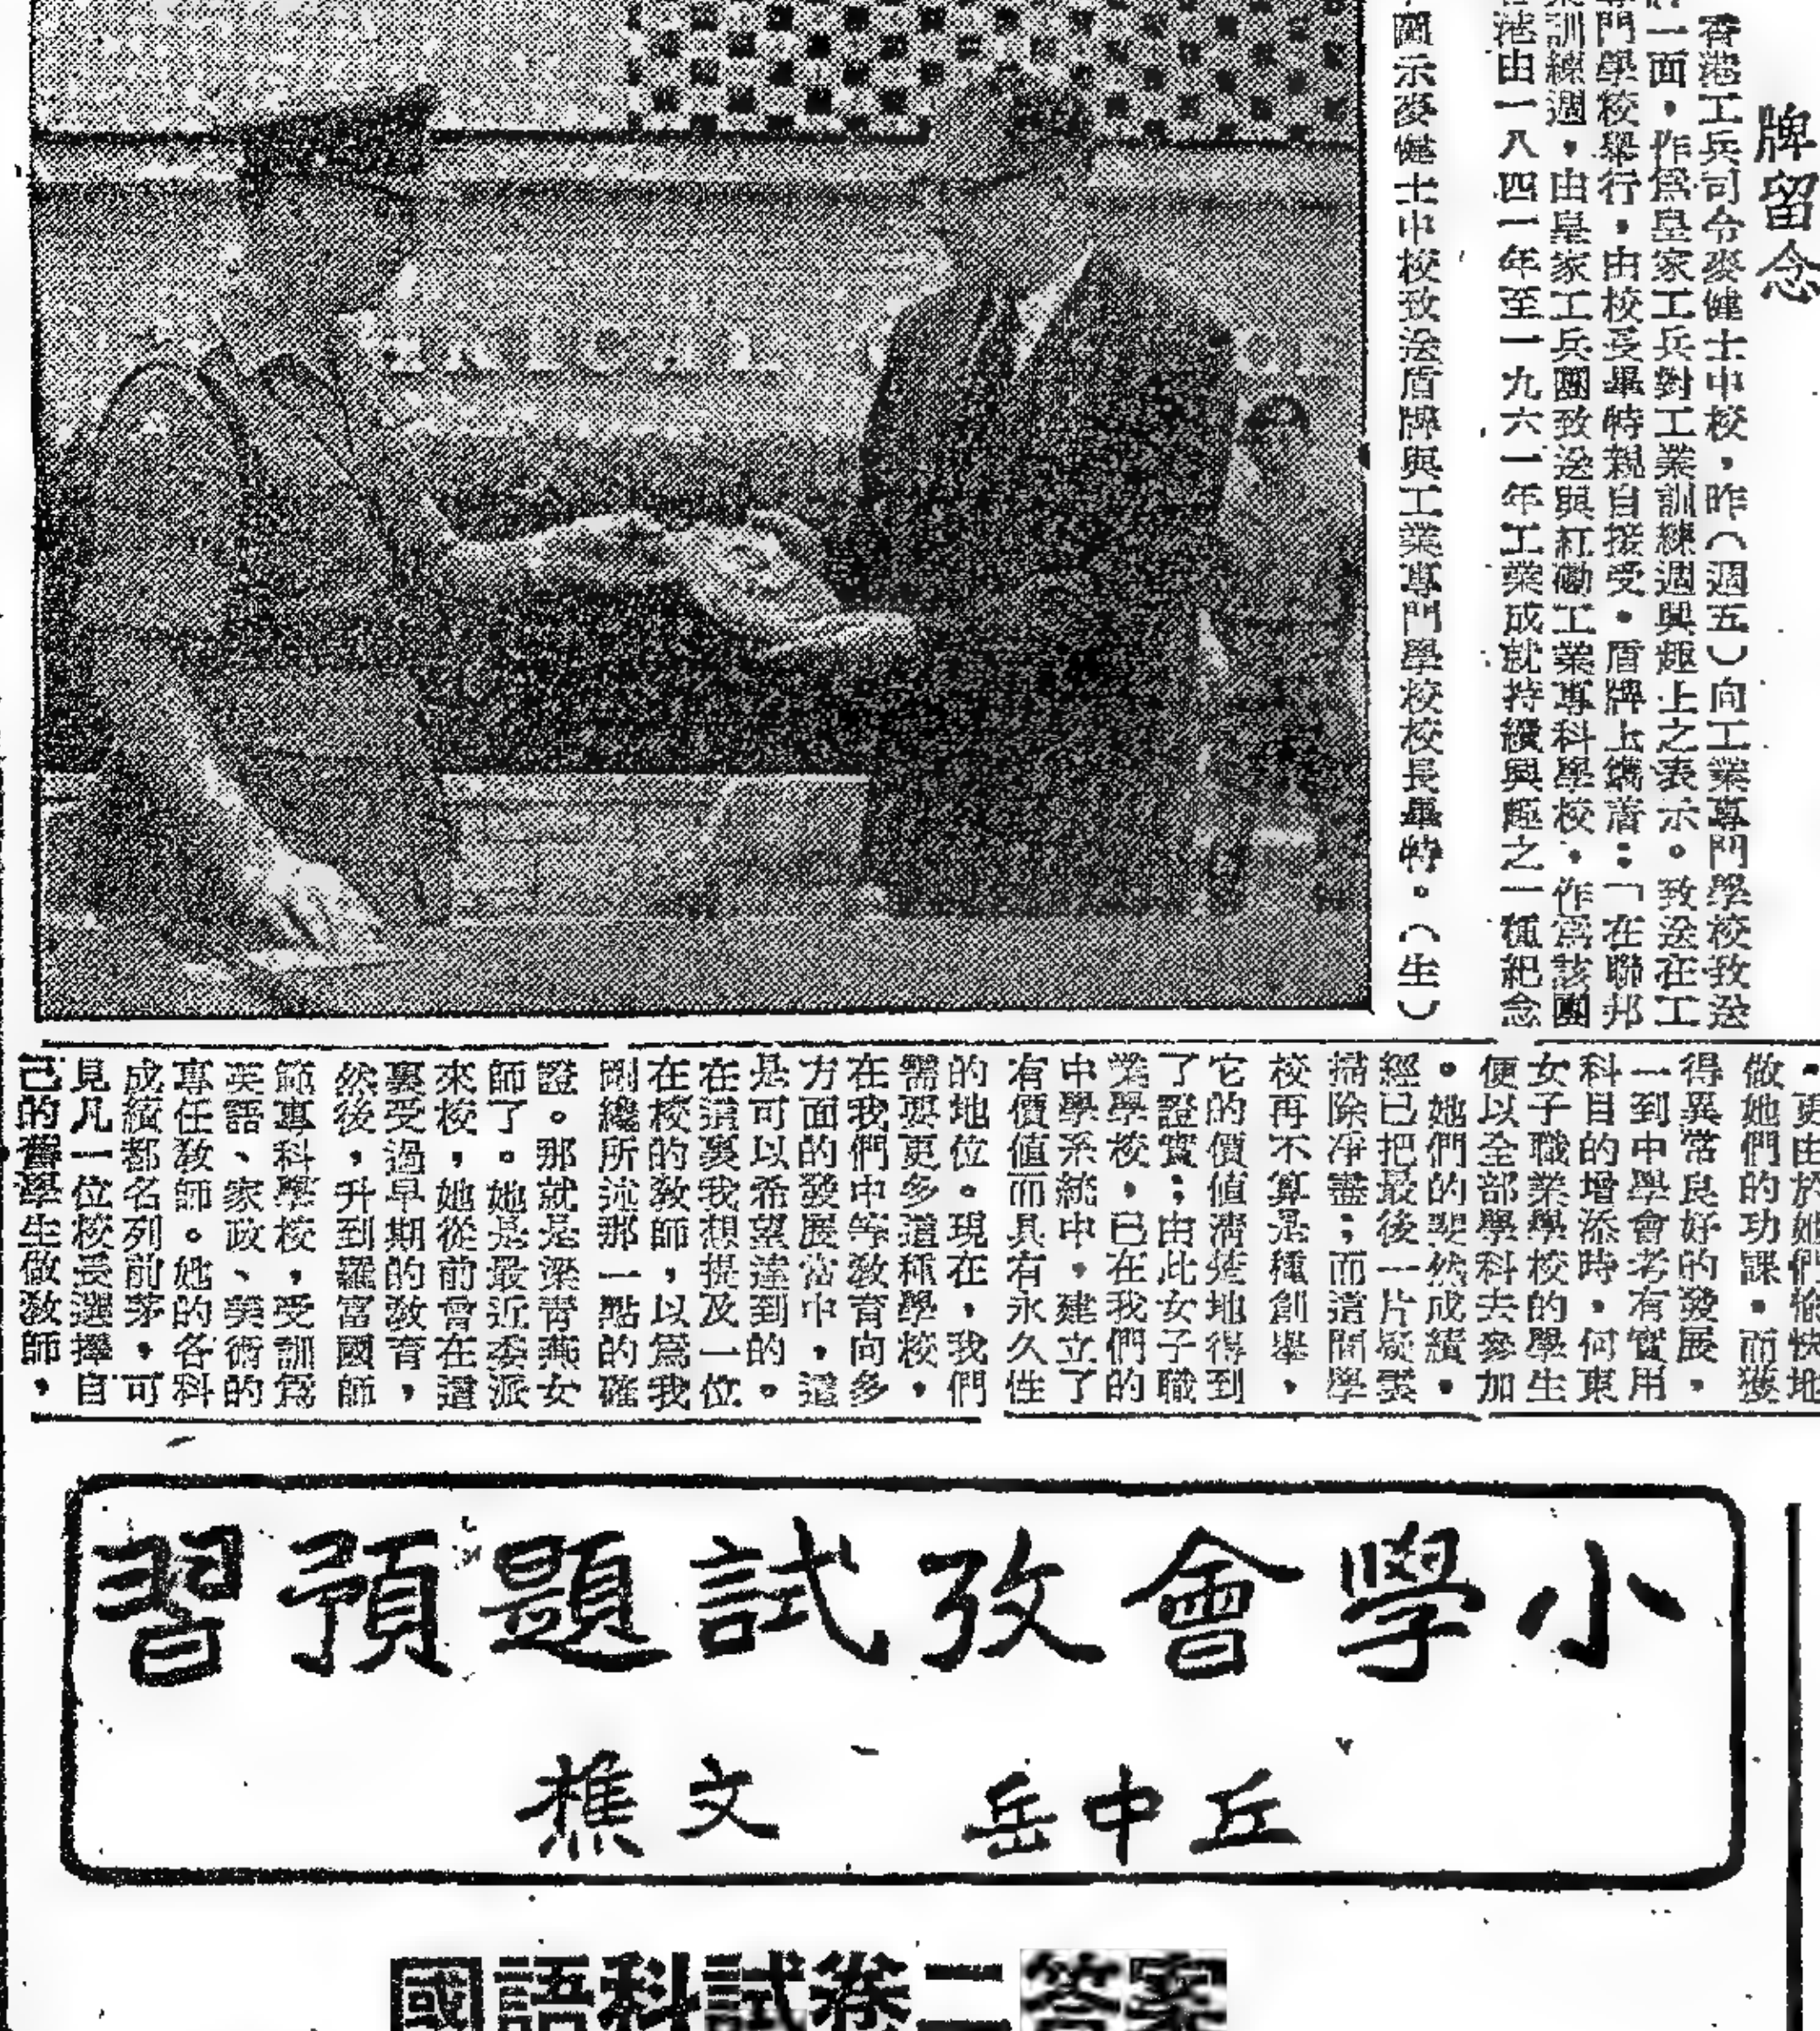 牌留念
香港工兵司令麥健士中校，昨（週五）向工業專門學校致送
一面，作爲皇家工兵對工業訓練週興趣上之表示。致送在工
專門學校舉行，由校長畢特親自接受。盾牌上鐫着：「在聯邦
業訓練週，由皇家工兵團致送與紅磡工業專科學校，作爲該團
香港由一八四一年至一九六一年工業成就持續興趣之一種紀念
圖示麥健士中校致送盾牌與工業專門學校校長畢特。（生）
。更由於她們愉快地
做她們的功課，而獲
得異常良好的發展，
一到中學會考有實用
科目的增添時，何東
女子職業學校的學生
便以全部學科去參加
。她們的斐然成績，
經已把最後一片疑雲
掃除淨盡；而這間學
校再不算是種創舉，
它的價值清楚地得到
了證實；由此女子職
業學校，已在我們的
中學系統中，建立了
有價值而具有永久性
的地位。現在，我們
需要更多這種學校，
在我們中等敎育向多
方面的發展當中，這
是可以希望達到的。
在這裏我想提及一位
在校的敎師，以爲我
剛纔所述那一點的確
證。那就是梁靑燕女
師了。她是最近委派
來校，她從前曾在這
裏受過早期的敎育，
然後，升到羅富國師
範專科學校，受訓爲
英語、家政、美術的
專任敎師。她的各科
成績都名列前茅，可
見凡一位校長選擇自
己的舊學生做敎師，
小學會攷試題預習
丘中岳　文樵
國語科試卷二答案